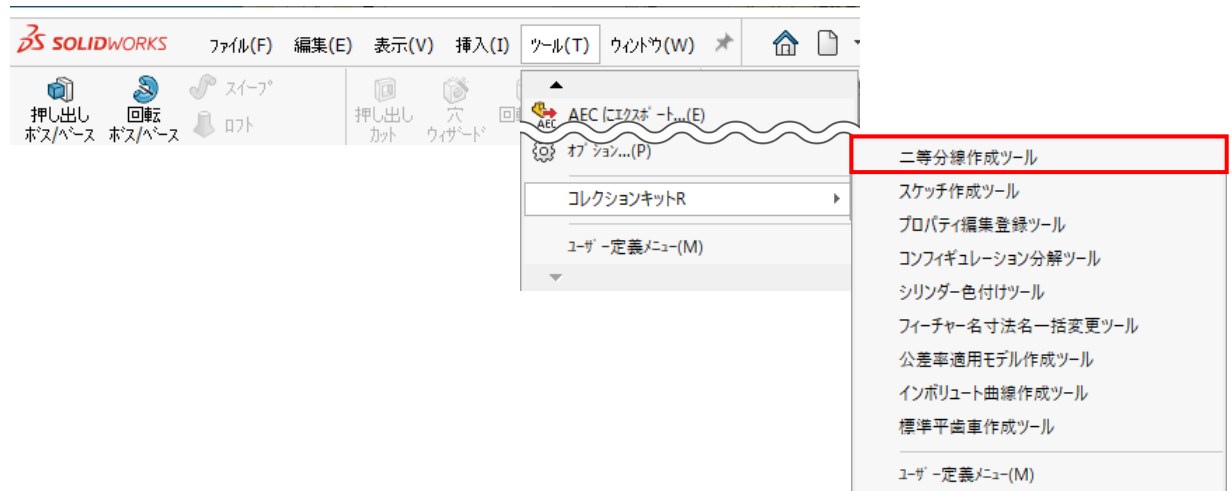 SOLIDWORKS ファイル(F) 編集(E) 表示(V) 挿入(I) ツール(T) ウィンドウ(W)
押し出し
ボス/ベース
回転
ボス/ベース
スイープ
ロフト
押し出し
カット
穴
ウィザード
AEC にエクスポート...(E)
オプション...(P)
コレクションキットR
ユーザー定義メニュー(M)
二等分線作成ツール
スケッチ作成ツール
プロパティ編集登録ツール
コンフィギュレーション分解ツール
シリンダー色付けツール
フィーチャー名寸法名一括変更ツール
公差率適用モデル作成ツール
インボリュート曲線作成ツール
標準平歯車作成ツール
ユーザー定義メニュー(M)